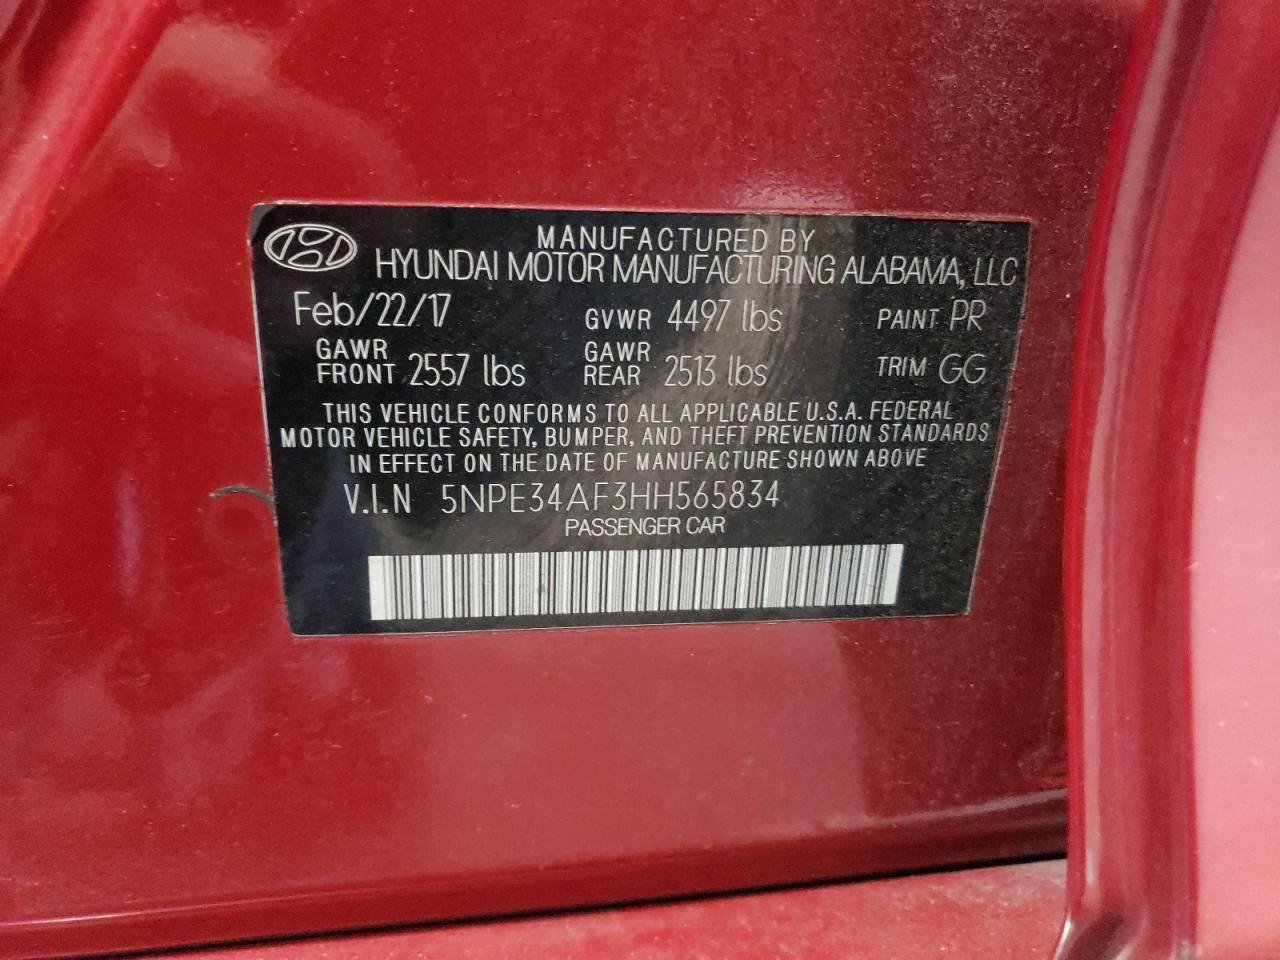 MANUFACTURED BY
HYUNDAI MOTOR MANUFACTURING ALABAMA, LLC
Feb/22/17 GVWR 4497 lbs PAINT PR
GAWR FRONT 2557 lbs GAWR REAR 2513 lbs TRIM GG
THIS VEHICLE CONFORMS TO ALL APPLICABLE U.S.A. FEDERAL
MOTOR VEHICLE SAFETY, BUMPER, AND THEFT PREVENTION STANDARDS
IN EFFECT ON THE DATE OF MANUFACTURE SHOWN ABOVE
V.I.N 5NPE34AF3HH565834
PASSENGER CAR